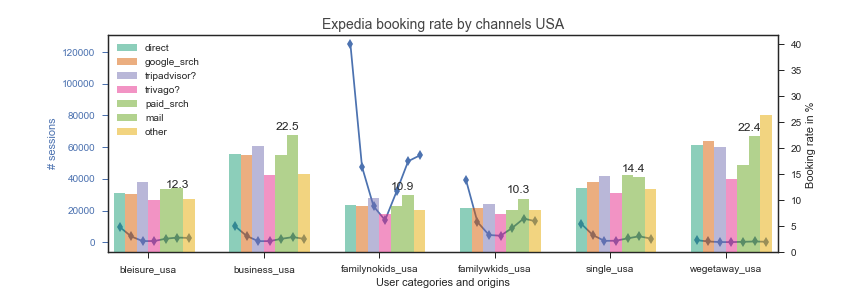 Expedia booking rate by channels USA
direct
google_srch
tripadvisor?
trivago?
paid_srch
mail
other
120000
100000
80000
60000
40000
20000
0
# sessions
40
35
30
25
20
15
10
5
0
Booking rate in %
12.3
22.5
10.9
10.3
14.4
22.4
bleisure_usa
business_usa
familynokids_usa
familywkids_usa
single_usa
wegetaway_usa
User categories and origins